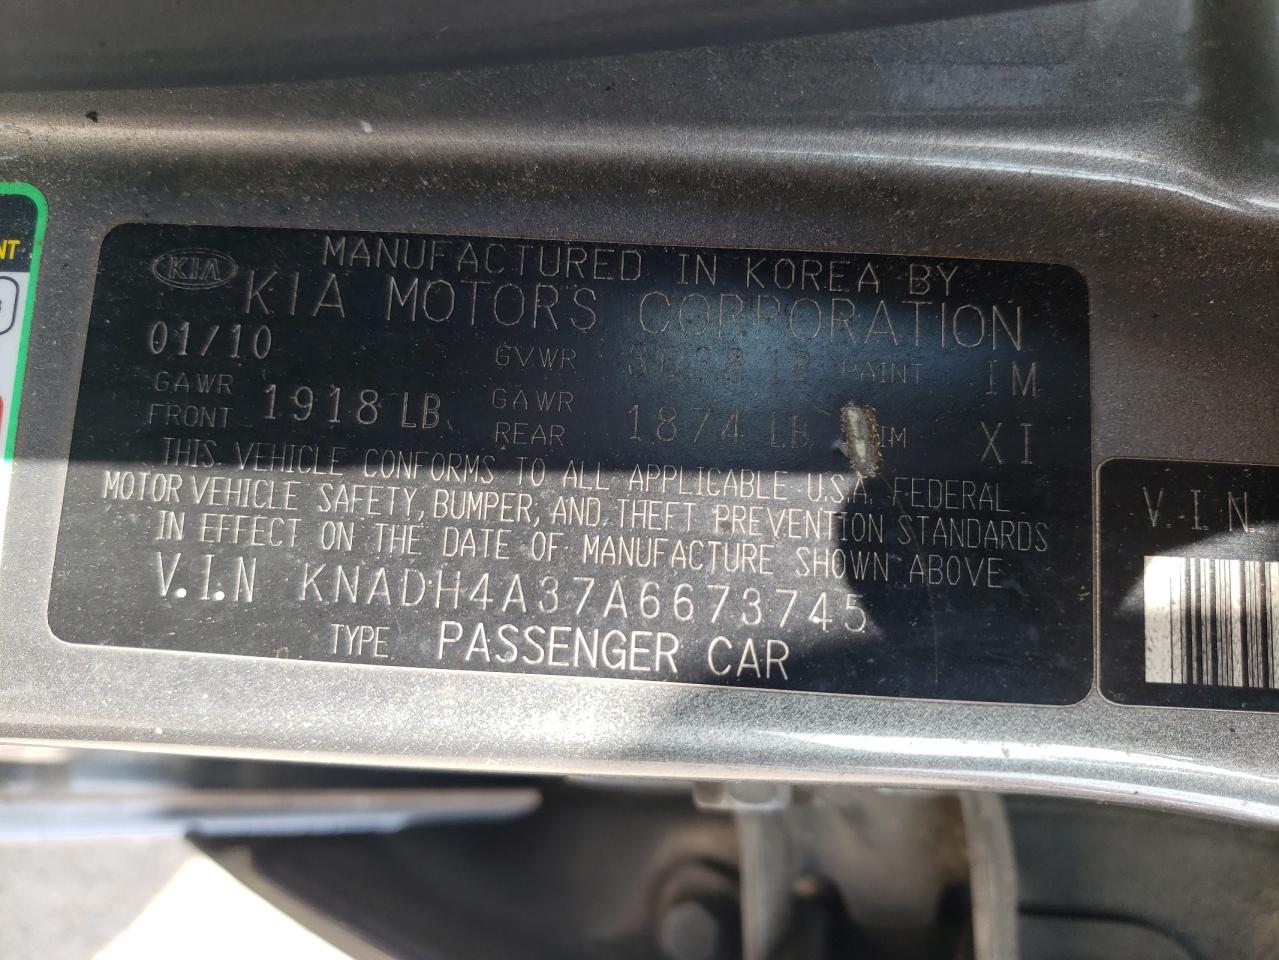 NT
KIA
MANUFACTURED IN KOREA BY
KIA MOTORS CORPORATION
01/10 GVWR LB PAINT IM
GAWR FRONT 1918 LB GAWR REAR 1874 LB XI
THIS VEHICLE CONFORMS TO ALL APPLICABLE U.S.A. FEDERAL
MOTOR VEHICLE SAFETY, BUMPER, AND THEFT PREVENTION STANDARDS
IN EFFECT ON THE DATE OF MANUFACTURE SHOWN ABOVE
V.I.N KNADH4A37A6673745
TYPE PASSENGER CAR
V.I.N.